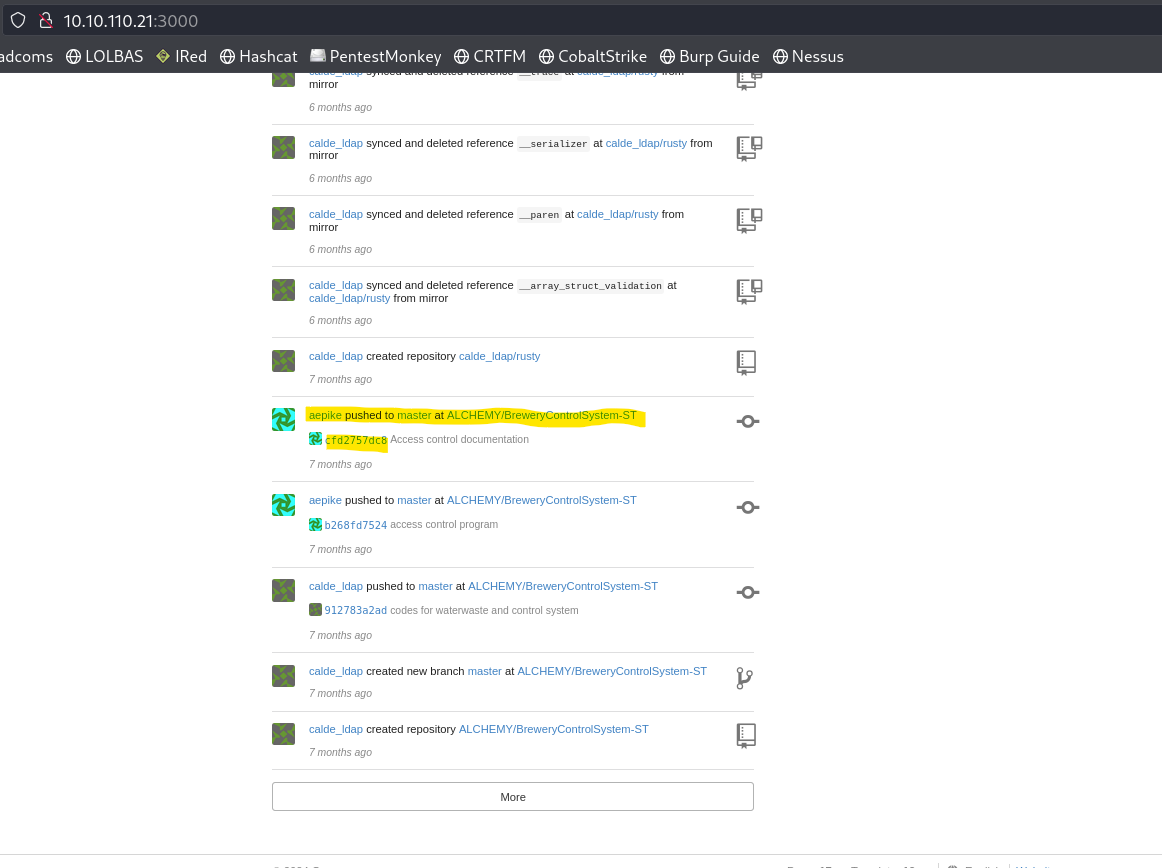 10.10.110.21:3000
adcoms LOLBAS IRed Hashcat PentestMonkey CRTFM CobaltStrike Burp Guide Nessus
calde_ldap synced and deleted reference at calde_ldap/rusty from
mirror
6 months ago
calde_ldap synced and deleted reference __serializer at calde_ldap/rusty from
mirror
6 months ago
calde_ldap synced and deleted reference __paren at calde_ldap/rusty from
mirror
6 months ago
calde_ldap synced and deleted reference __array_struct_validation at
calde_ldap/rusty from mirror
6 months ago
calde_ldap created repository calde_ldap/rusty
7 months ago
aepike pushed to master at ALCHEMY/BreweryControlSystem-ST
cfd2757dc8 Access control documentation
7 months ago
aepike pushed to master at ALCHEMY/BreweryControlSystem-ST
b268fd7524 access control program
7 months ago
calde_ldap pushed to master at ALCHEMY/BreweryControlSystem-ST
912783a2ad codes for waterwaste and control system
7 months ago
calde_ldap created new branch master at ALCHEMY/BreweryControlSystem-ST
7 months ago
calde_ldap created repository ALCHEMY/BreweryControlSystem-ST
7 months ago
More